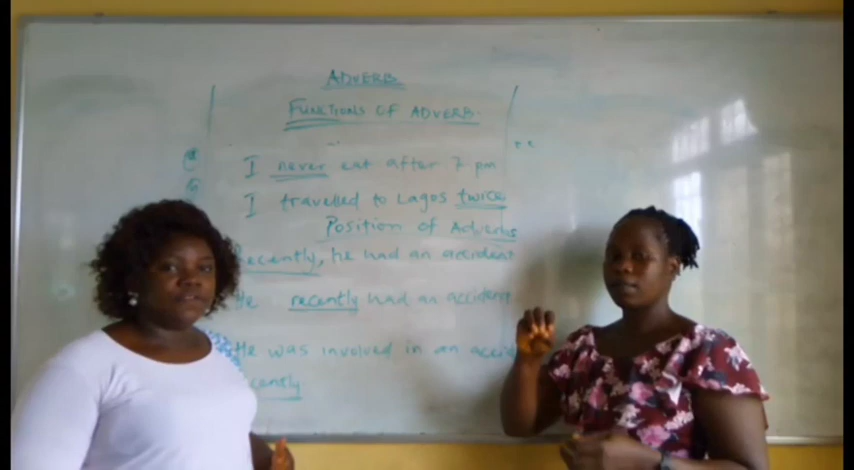 ADVERB
FUNCTIONS OF ADVERB.
I never eat after 7 pm
I travelled to Lagos twice
Position of Adverbs
Recently, he had an accident
He recently had an accident
He was involved in an accid
cently